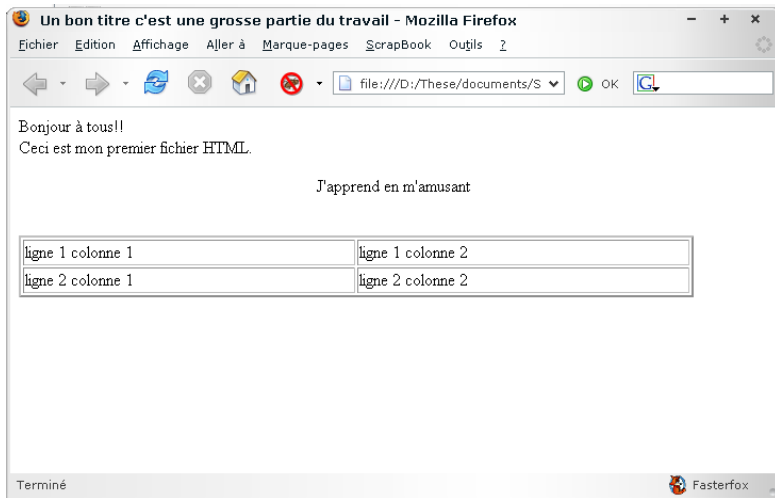 Un bon titre c'est une grosse partie du travail - Mozilla Firefox
Fichier Edition Affichage Aller à Marque-pages ScrapBook Outils ?
file:///D:/These/documents/S OK G
Bonjour à tous!!
Ceci est mon premier fichier HTML.
J'apprend en m'amusant
ligne 1 colonne 1 ligne 1 colonne 2
ligne 2 colonne 1 ligne 2 colonne 2
Terminé Fasterfox